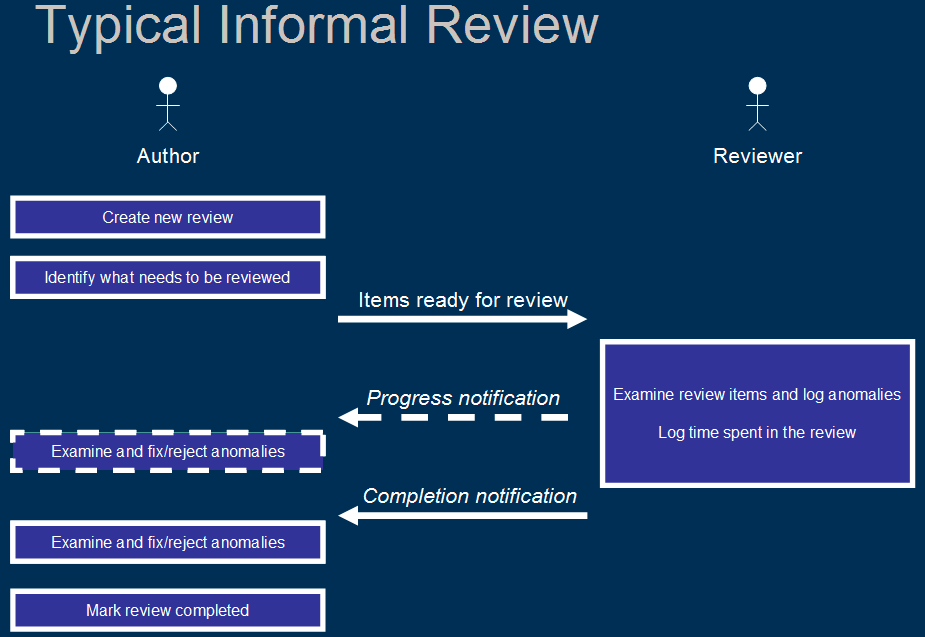 Typical Informal Review
Author
Reviewer
Create new review
Identify what needs to be reviewed
Items ready for review
Examine review items and log anomalies
Log time spent in the review
Progress notification
Examine and fix/reject anomalies
Completion notification
Examine and fix/reject anomalies
Mark review completed